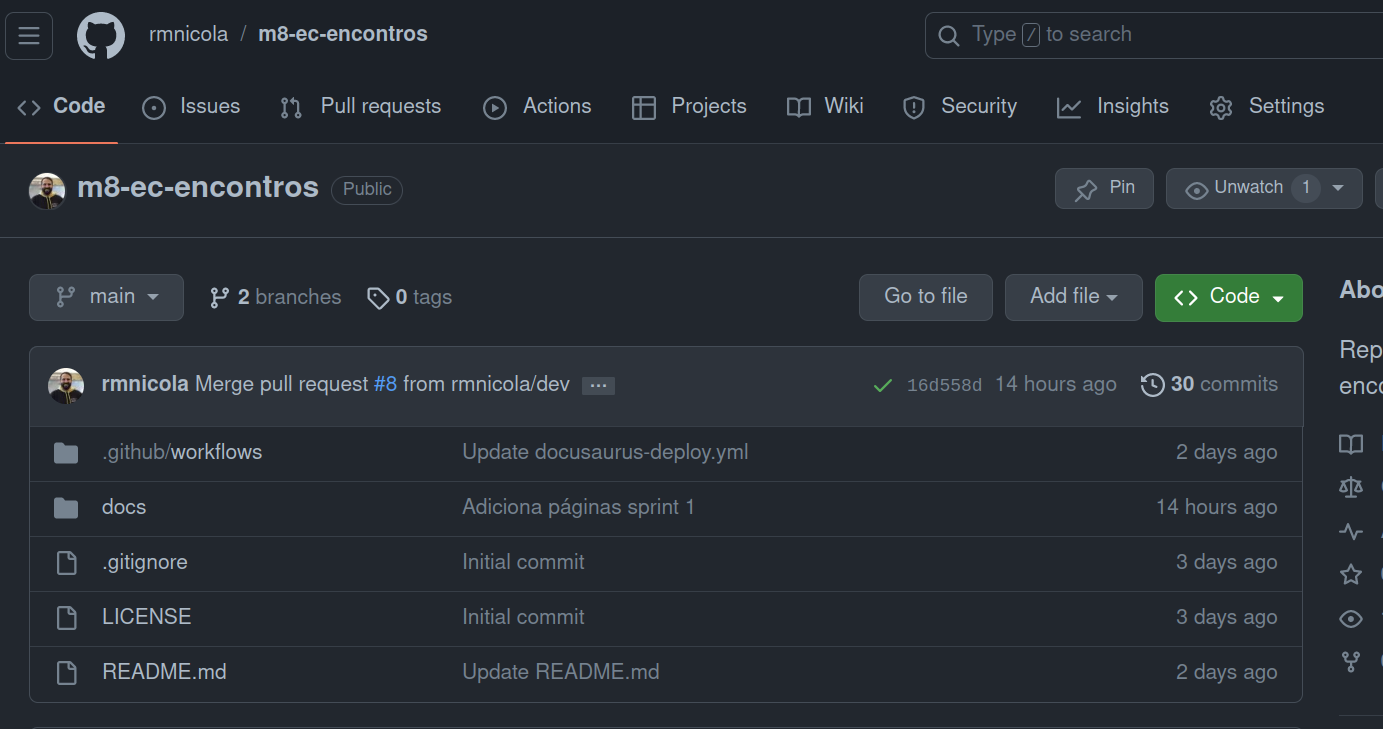 rmnicola / m8-ec-encontros
Type / to search
Code Issues Pull requests Actions Projects Wiki Security Insights Settings
m8-ec-encontros Public
Pin Unwatch 1
main 2 branches 0 tags Go to file Add file Code
rmnicola Merge pull request #8 from rmnicola/dev ... 16d558d 14 hours ago 30 commits
.github/workflows Update docusaurus-deploy.yml 2 days ago
docs Adiciona páginas sprint 1 14 hours ago
.gitignore Initial commit 3 days ago
LICENSE Initial commit 3 days ago
README.md Update README.md 2 days ago